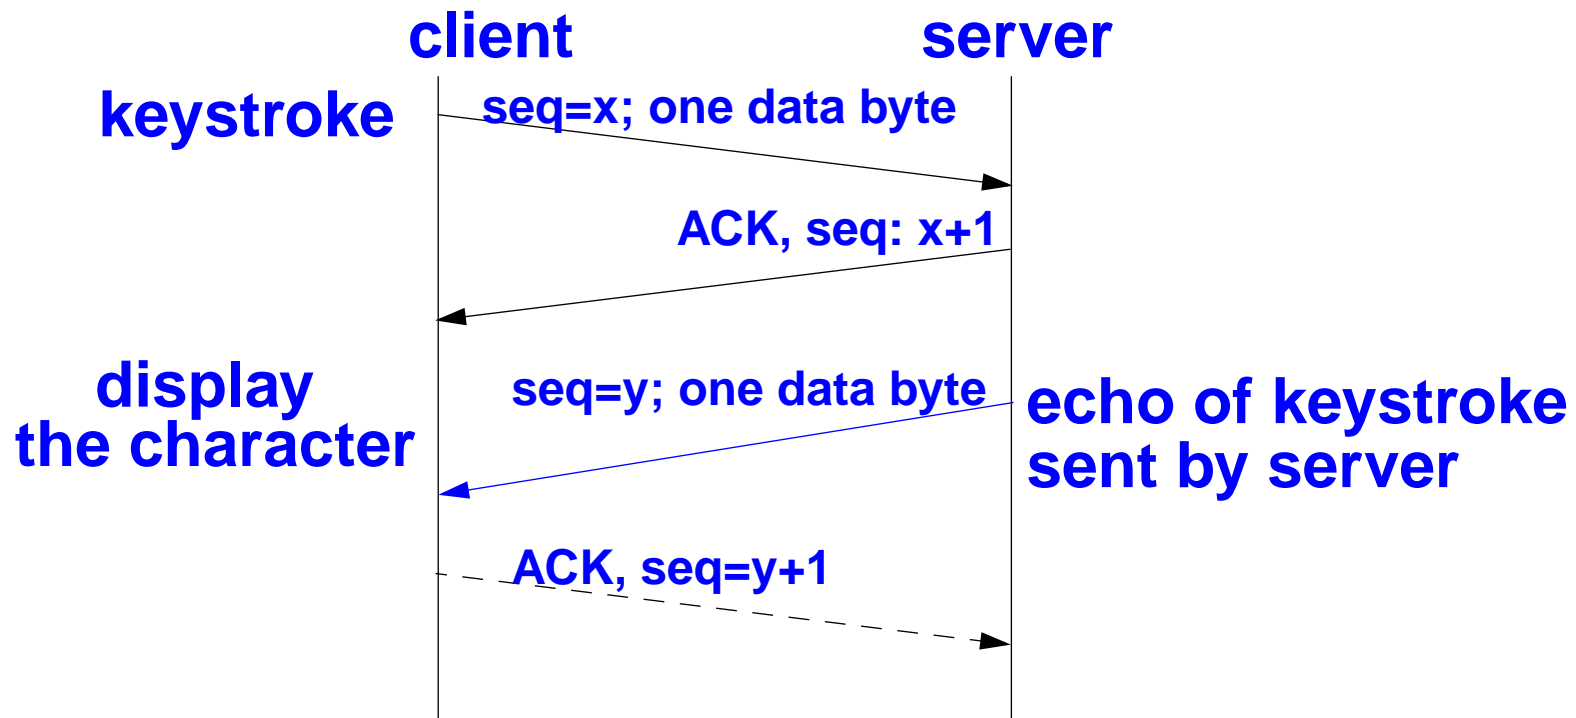 client
server
keystroke
seq=x; one data byte
ACK, seq: x+1
display
the character
seq=y; one data byte
echo of keystroke
sent by server
ACK, seq=y+1